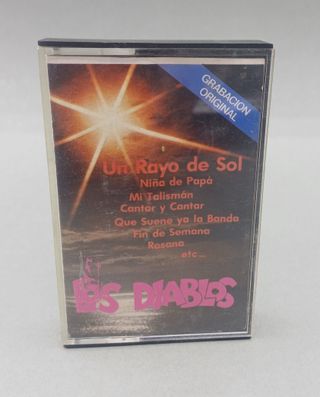 GRABACION
ORIGINAL
Un Rayo de Sol
Niña de Papà
Mi Talismán
Cantar y Cantar
Que Suene ya la Banda
Fin de Semana
Rosana
etc...
LOS DIABLOS